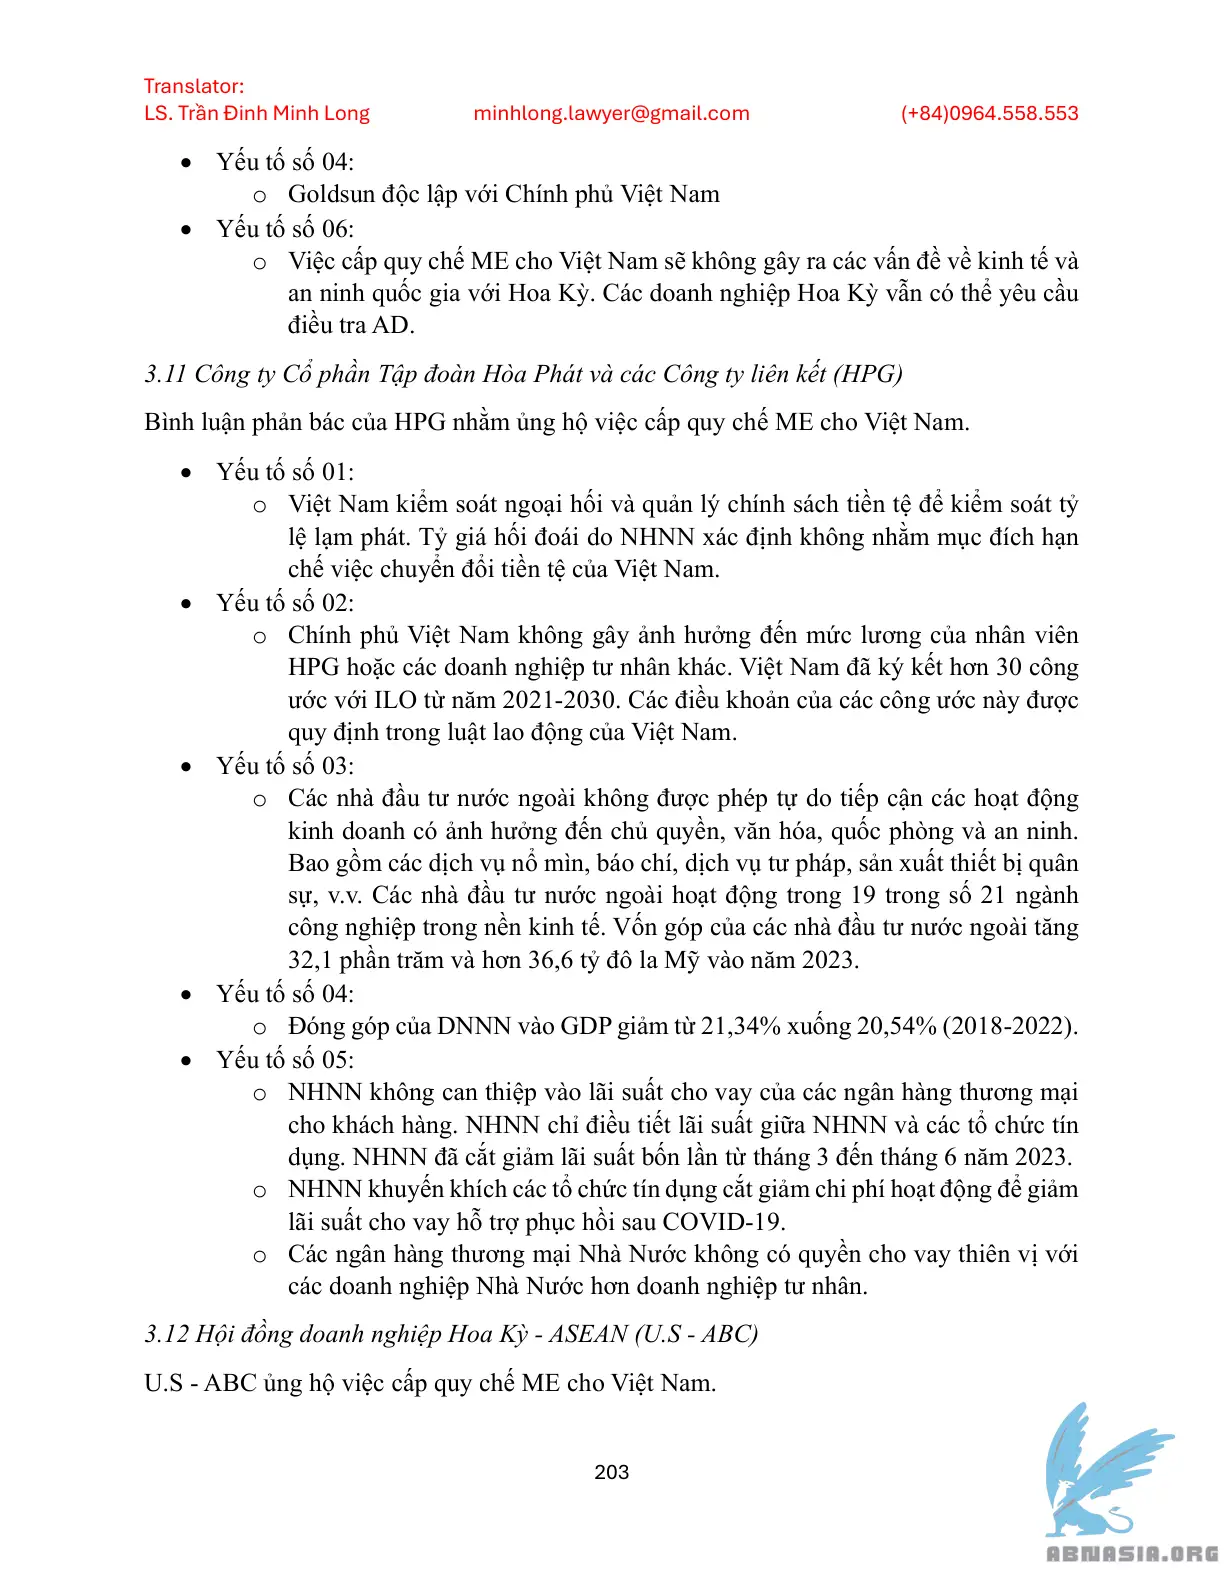 Translator:
LS. Trần Đinh Minh Long minhlong.lawyer@gmail.com (+84)0964.558.553
• Yếu tố số 04:
o Goldsun độc lập với Chính phủ Việt Nam
• Yếu tố số 06:
o Việc cấp quy chế ME cho Việt Nam sẽ không gây ra các vấn đề về kinh tế và
an ninh quốc gia với Hoa Kỳ. Các doanh nghiệp Hoa Kỳ vẫn có thể yêu cầu
điều tra AD.
3.11 Công ty Cổ phần Tập đoàn Hòa Phát và các Công ty liên kết (HPG)
Bình luận phản bác của HPG nhằm ủng hộ việc cấp quy chế ME cho Việt Nam.
• Yếu tố số 01:
o Việt Nam kiểm soát ngoại hối và quản lý chính sách tiền tệ để kiểm soát tỷ
lệ lạm phát. Tỷ giá hối đoái do NHNN xác định không nhằm mục đích hạn
chế việc chuyển đổi tiền tệ của Việt Nam.
• Yếu tố số 02:
o Chính phủ Việt Nam không gây ảnh hưởng đến mức lương của nhân viên
HPG hoặc các doanh nghiệp tư nhân khác. Việt Nam đã ký kết hơn 30 công
ước với ILO từ năm 2021-2030. Các điều khoản của các công ước này được
quy định trong luật lao động của Việt Nam.
• Yếu tố số 03:
o Các nhà đầu tư nước ngoài không được phép tự do tiếp cận các hoạt động
kinh doanh có ảnh hưởng đến chủ quyền, văn hóa, quốc phòng và an ninh.
Bao gồm các dịch vụ nổ mìn, báo chí, dịch vụ tư pháp, sản xuất thiết bị quân
sự, v.v. Các nhà đầu tư nước ngoài hoạt động trong 19 trong số 21 ngành
công nghiệp trong nền kinh tế. Vốn góp của các nhà đầu tư nước ngoài tăng
32,1 phần trăm và hơn 36,6 tỷ đô la Mỹ vào năm 2023.
• Yếu tố số 04:
o Đóng góp của DNNN vào GDP giảm từ 21,34% xuống 20,54% (2018-2022).
• Yếu tố số 05:
o NHNN không can thiệp vào lãi suất cho vay của các ngân hàng thương mại
cho khách hàng. NHNN chỉ điều tiết lãi suất giữa NHNN và các tổ chức tín
dụng. NHNN đã cắt giảm lãi suất bốn lần từ tháng 3 đến tháng 6 năm 2023.
o NHNN khuyến khích các tổ chức tín dụng cắt giảm chi phí hoạt động để giảm
lãi suất cho vay hỗ trợ phục hồi sau COVID-19.
o Các ngân hàng thương mại Nhà Nước không có quyền cho vay thiên vị với
các doanh nghiệp Nhà Nước hơn doanh nghiệp tư nhân.
3.12 Hội đồng doanh nghiệp Hoa Kỳ - ASEAN (U.S - ABC)
U.S - ABC ủng hộ việc cấp quy chế ME cho Việt Nam.
203
ABNASIA.ORG